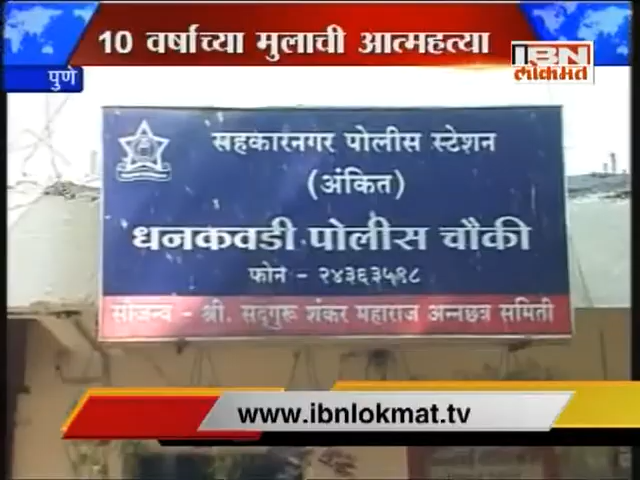 10 वर्षाच्या मुलाची आत्महत्या
IBN
लोकमत
पुणे
सहकारनगर पोलीस स्टेशन
(अंकित)
धनकवडी पोलीस चौकी
फोन - २४३६३५१८
सौजन्य - श्री. सद्‌गुरू शंकर महाराज अन्नछत्र समिती
www.ibnlokmat.tv